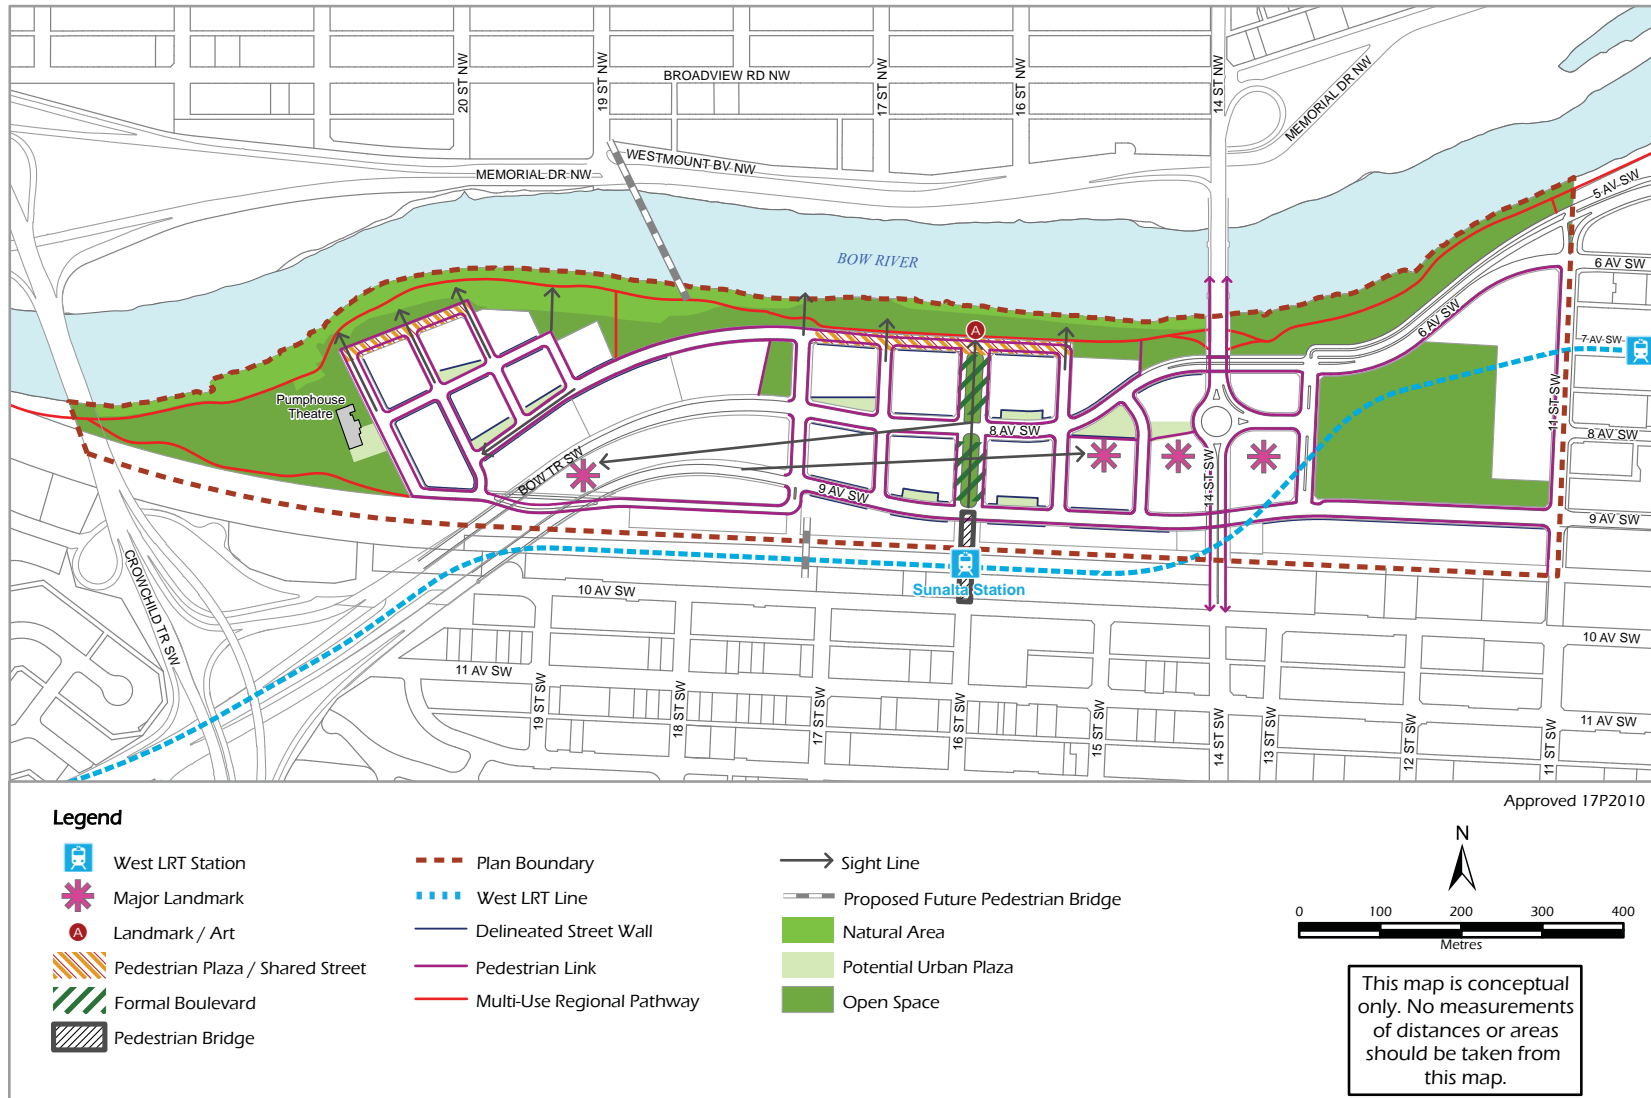 20 ST NW
19 ST NW
BROADVIEW RD NW
17 ST NW
16 ST NW
14 ST NW
MEMORIAL DR NW
WESTMOUNT BV NW
MEMORIAL DR NW
5 AV SW
BOW RIVER
6 AV SW
6 AV SW
7 AV SW
Pumphouse
Theatre
A
11 ST SW
8 AV SW
8 AV SW
BOW TR SW
14 ST SW
9 AV SW
9 AV SW
CROWCHILD TR SW
Sunalta Station
10 AV SW
10 AV SW
11 AV SW
19 ST SW
18 ST SW
17 ST SW
16 ST SW
15 ST SW
14 ST SW
13 ST SW
12 ST SW
11 ST SW
11 AV SW
Approved 17P2010
Legend
West LRT Station
Major Landmark
A Landmark / Art
Pedestrian Plaza / Shared Street
Formal Boulevard
Pedestrian Bridge
Plan Boundary
West LRT Line
Delineated Street Wall
Pedestrian Link
Multi-Use Regional Pathway
Sight Line
Proposed Future Pedestrian Bridge
Natural Area
Potential Urban Plaza
Open Space
N
0 100 200 300 400
Metres
This map is conceptual
only. No measurements
of distances or areas
should be taken from
this map.